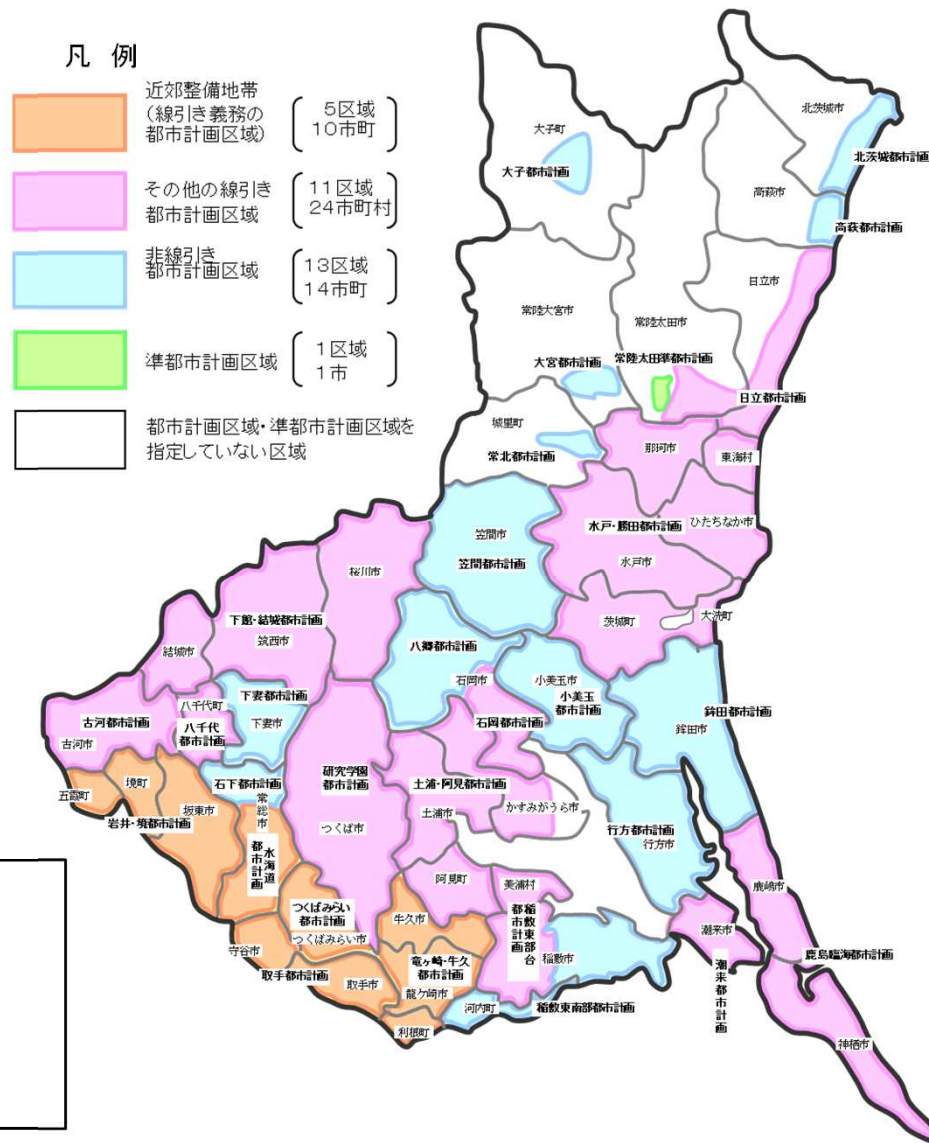 凡 例
近郊整備地帯
(線引き義務の
都市計画区域)
5区域
10市町
その他の線引き
都市計画区域
11区域
24市町村
非線引き
都市計画区域
13区域
14市町
準都市計画区域
1区域
1市
都市計画区域・準都市計画区域を
指定していない区域
北茨城市
大子町
北茨城都市計画
大子都市計画
高萩市
高萩都市計画
日立市
常陸大宮市
常陸太田市
大宮都市計画
常陸太田準都市計画
日立都市計画
城里町
常北都市計画
那珂市
東海村
水戸・勝田都市計画
ひたちなか市
笠間市
笠間都市計画
水戸市
桜川市
茨城町
大洗町
下館・結城都市計画
筑西市
結城市
八郷都市計画
石岡市
小美玉市
小美玉
都市計画
下妻都市計画
下妻市
八千代町
八千代
都市計画
古河都市計画
古河市
石岡都市計画
鉾田都市計画
鉾田市
研究学園
都市計画
つくば市
土浦・阿見都市計画
土浦市
かすみがうら市
石下都市計画
常総市
五霞町
境町
坂東市
岩井・境都市計画
水海道
都市計画
行方都市計画
行方市
阿見町
美浦村
鹿嶋市
つくばみらい
都市計画
つくばみらい市
牛久市
稲敷東部台
都市計画
稲敷市
潮来市
潮来都市計画
鹿島臨海都市計画
守谷市
取手都市計画
取手市
竜ヶ崎・牛久
都市計画
龍ケ崎市
河内町
稲敷東南部都市計画
利根町
神栖市